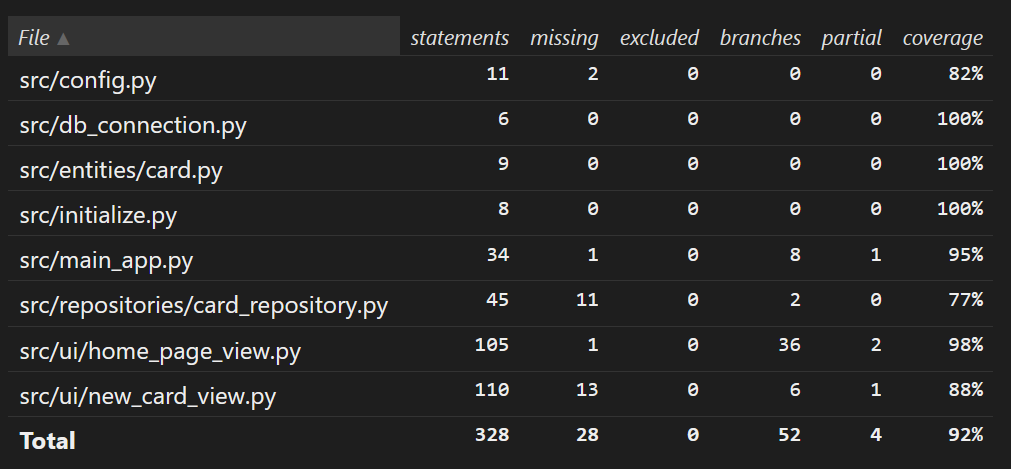 File ▲ statements missing excluded branches partial coverage
src/config.py 11 2 0 0 0 82%
src/db_connection.py 6 0 0 0 0 100%
src/entities/card.py 9 0 0 0 0 100%
src/initialize.py 8 0 0 0 0 100%
src/main_app.py 34 1 0 8 1 95%
src/repositories/card_repository.py 45 11 0 2 0 77%
src/ui/home_page_view.py 105 1 0 36 2 98%
src/ui/new_card_view.py 110 13 0 6 1 88%
Total 328 28 0 52 4 92%